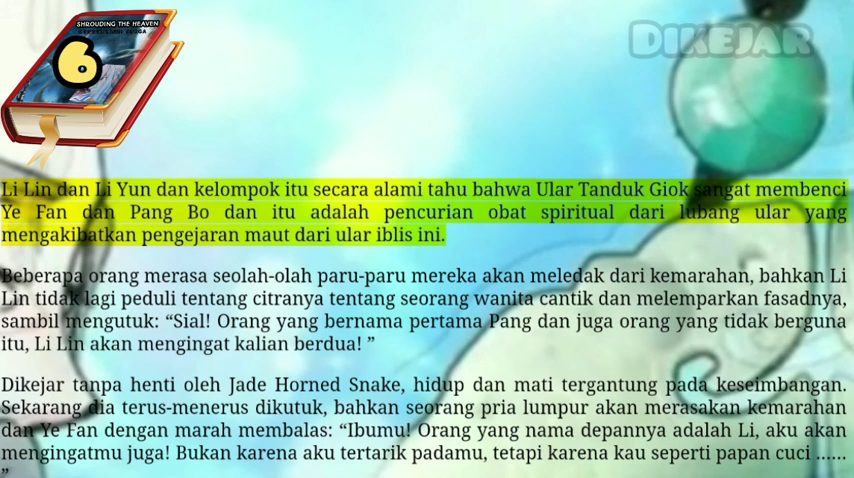 SHROUDING THE HEAVEN
6
DIKEJAR
Li Lin dan Li Yun dan kelompok itu secara alami tahu bahwa Ular Tanduk Giok sangat membenci
Ye Fan dan Pang Bo dan itu adalah pencurian obat spiritual dari lubang ular yang
mengakibatkan pengejaran maut dari ular iblis ini.
Beberapa orang merasa seolah-olah paru-paru mereka akan meledak dari kemarahan, bahkan Li
Lin tidak lagi peduli tentang citranya tentang seorang wanita cantik dan melemparkan fasadnya,
sambil mengutuk: “Sial! Orang yang bernama pertama Pang dan juga orang yang tidak berguna
itu, Li Lin akan mengingat kalian berdua! ”
Dikejar tanpa henti oleh Jade Horned Snake, hidup dan mati tergantung pada keseimbangan.
Sekarang dia terus-menerus dikutuk, bahkan seorang pria lumpur akan merasakan kemarahan
dan Ye Fan dengan marah membalas: “Ibumu! Orang yang nama depannya adalah Li, aku akan
mengingatmu juga! Bukan karena aku tertarik padamu, tetapi karena kau seperti papan cuci ......
”